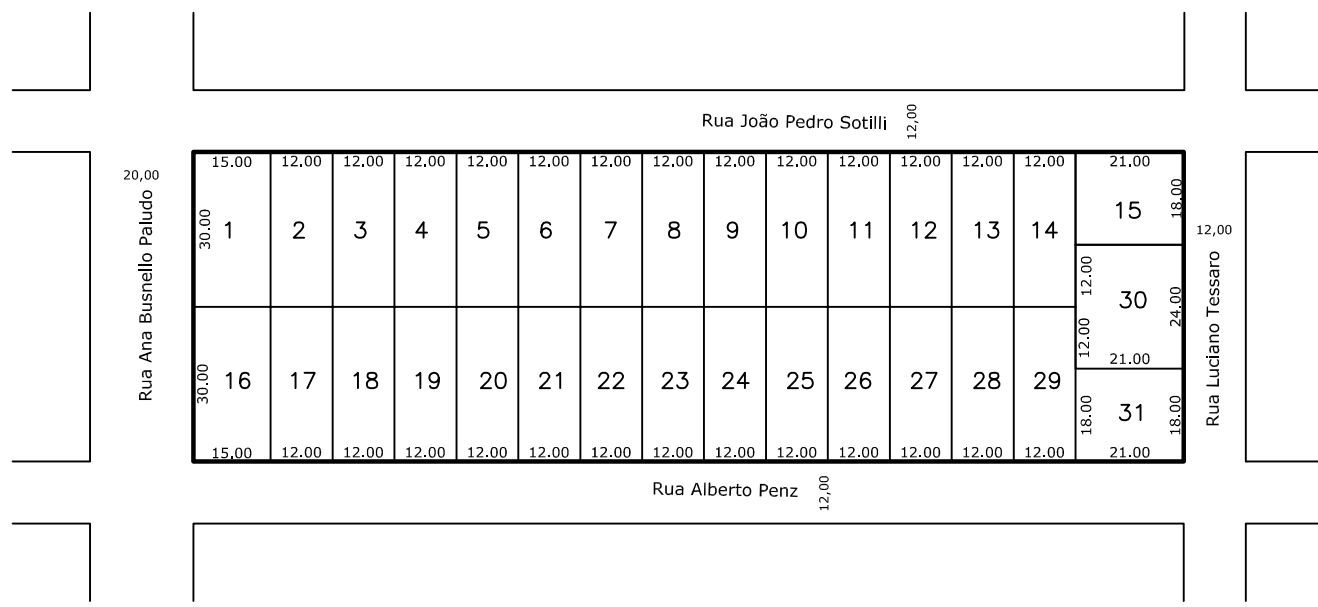 Rua João Pedro Sotilli 12,00
15.00 12.00 12.00 12.00 12.00 12.00 12.00 12.00 12.00 12.00 12.00 12.00 12.00 12.00 21.00
20,00
Rua Ana Busnello Paludo
30.00 1 2 3 4 5 6 7 8 9 10 11 12 13 14 15 18.00
12,00
Rua Luciano Tessaro
12.00 30 24.00
12.00
21.00
30.00 16 17 18 19 20 21 22 23 24 25 26 27 28 29
18.00 31 18.00
15,00 12.00 12.00 12.00 12.00 12.00 12.00 12.00 12.00 12.00 12.00 12.00 12.00 12.00 21.00
Rua Alberto Penz 12,00